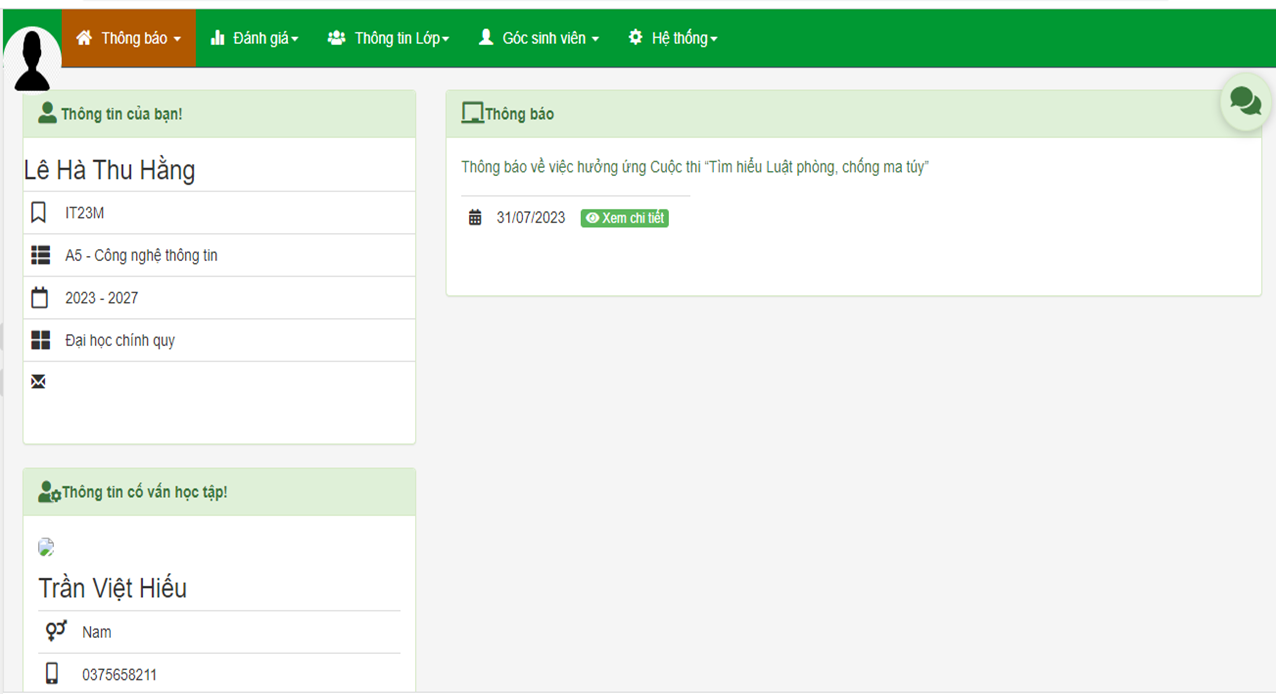 Thông báo
Đánh giá
Thông tin Lớp
Góc sinh viên
Hệ thống
Thông tin của bạn!
Lê Hà Thu Hằng
IT23M
A5 - Công nghệ thông tin
2023 - 2027
Đại học chính quy
Thông tin cố vấn học tập!
Trần Việt Hiếu
Nam
0375658211
Thông báo
Thông báo về việc hưởng ứng Cuộc thi “Tìm hiểu Luật phòng, chống ma túy”
31/07/2023 Xem chi tiết